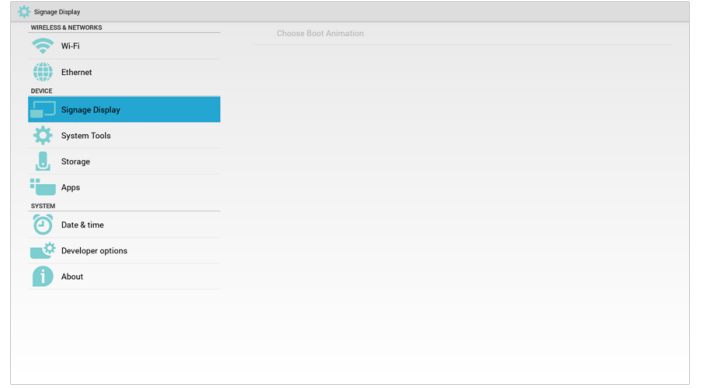 Signage Display
WIRELESS & NETWORKS
Wi-Fi
Ethernet
DEVICE
Signage Display
System Tools
Storage
Apps
SYSTEM
Date & time
Developer options
About
Choose Boot Animation